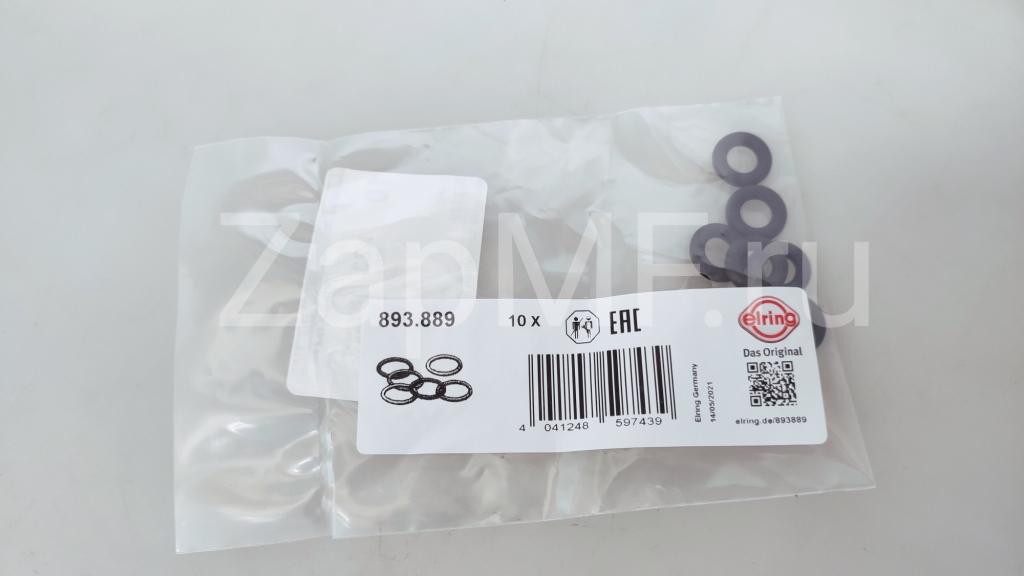 ZapMF.ru
893.889
10 x
EAC
elring
Das Original
4 041248 597439
Elring Germany
14/05/2021
elring.de/893889